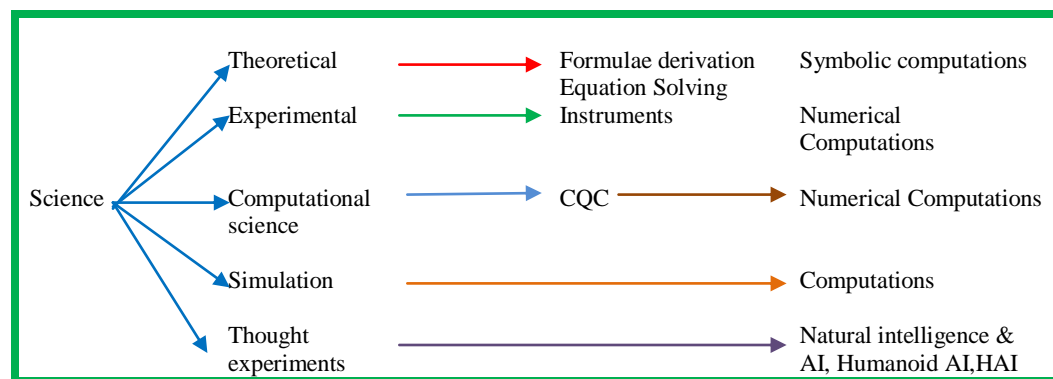 Theoretical Formulae derivation Symbolic computations
Equation Solving
Experimental Instruments Numerical
Computations
Science Computational CQC Numerical Computations
science
Simulation Computations
Thought Natural intelligence &
experiments AI, Humanoid AI,HAI